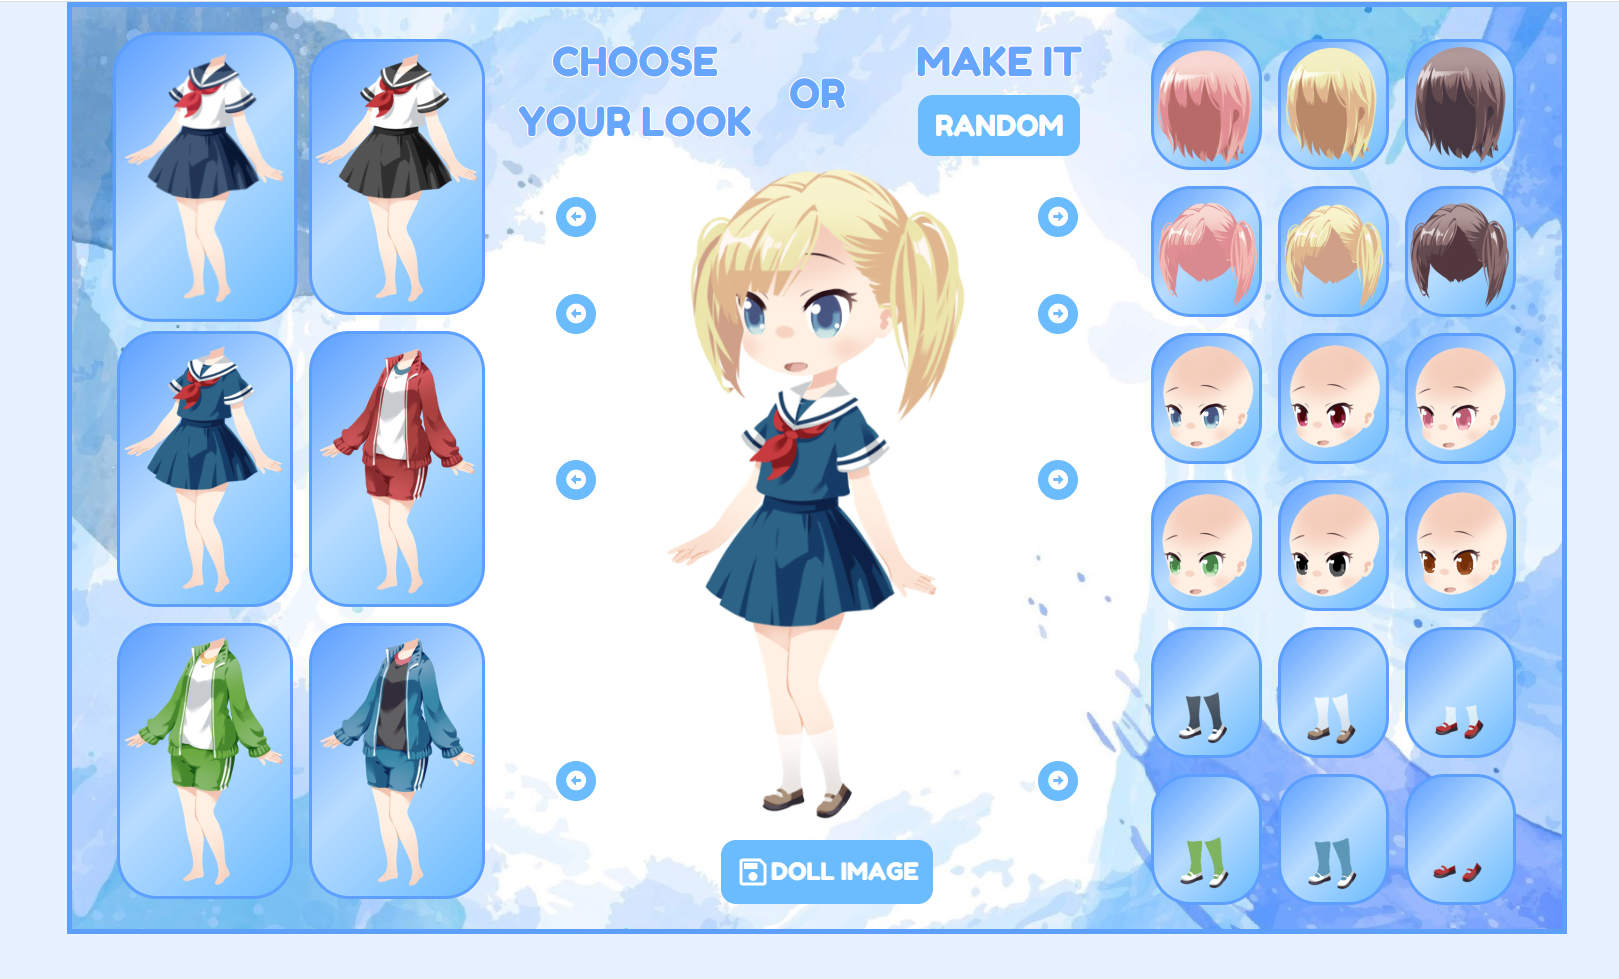 CHOOSE
YOUR LOOK
OR
MAKE IT
RANDOM
DOLL IMAGE